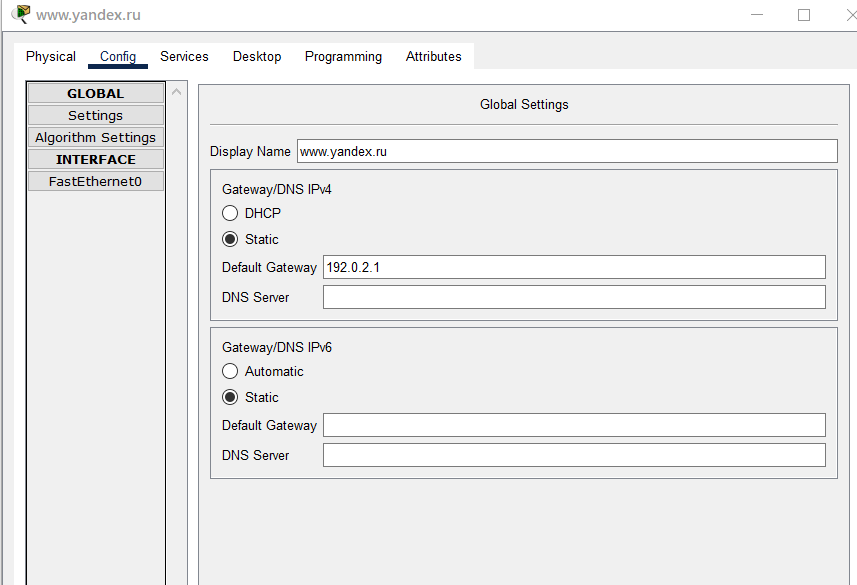 www.yandex.ru
Physical Config Services Desktop Programming Attributes
GLOBAL
Settings
Algorithm Settings
INTERFACE
FastEthernet0
Global Settings
Display Name www.yandex.ru
Gateway/DNS IPv4
DHCP
Static
Default Gateway 192.0.2.1
DNS Server
Gateway/DNS IPv6
Automatic
Static
Default Gateway
DNS Server